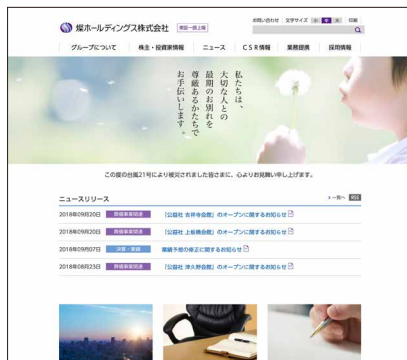 燦ホールディングス株式会社
東証一部上場
お問い合わせ 文字サイズ 小 中 大 印刷
グループについて 株主・投資家情報 ニュース CSR情報 業務提携 採用情報
私たちは、
大切な人との
最期のお別れを
尊厳あるかたちで
お手伝いします。
この度の台風21号により被災されました皆さまに、心よりお見舞い申し上げます。
ニュースリリース 一覧へ RSS
2018年09月20日 葬儀事業関連 「公益社 吉祥寺会館」のオープンに関するお知らせ
2018年09月20日 葬儀事業関連 「公益社 上板橋会館」のオープンに関するお知らせ
2018年09月07日 決算・業績 業績予想の修正に関するお知らせ
2018年08月23日 葬儀事業関連 「公益社 津久野会館」のオープンに関するお知らせ